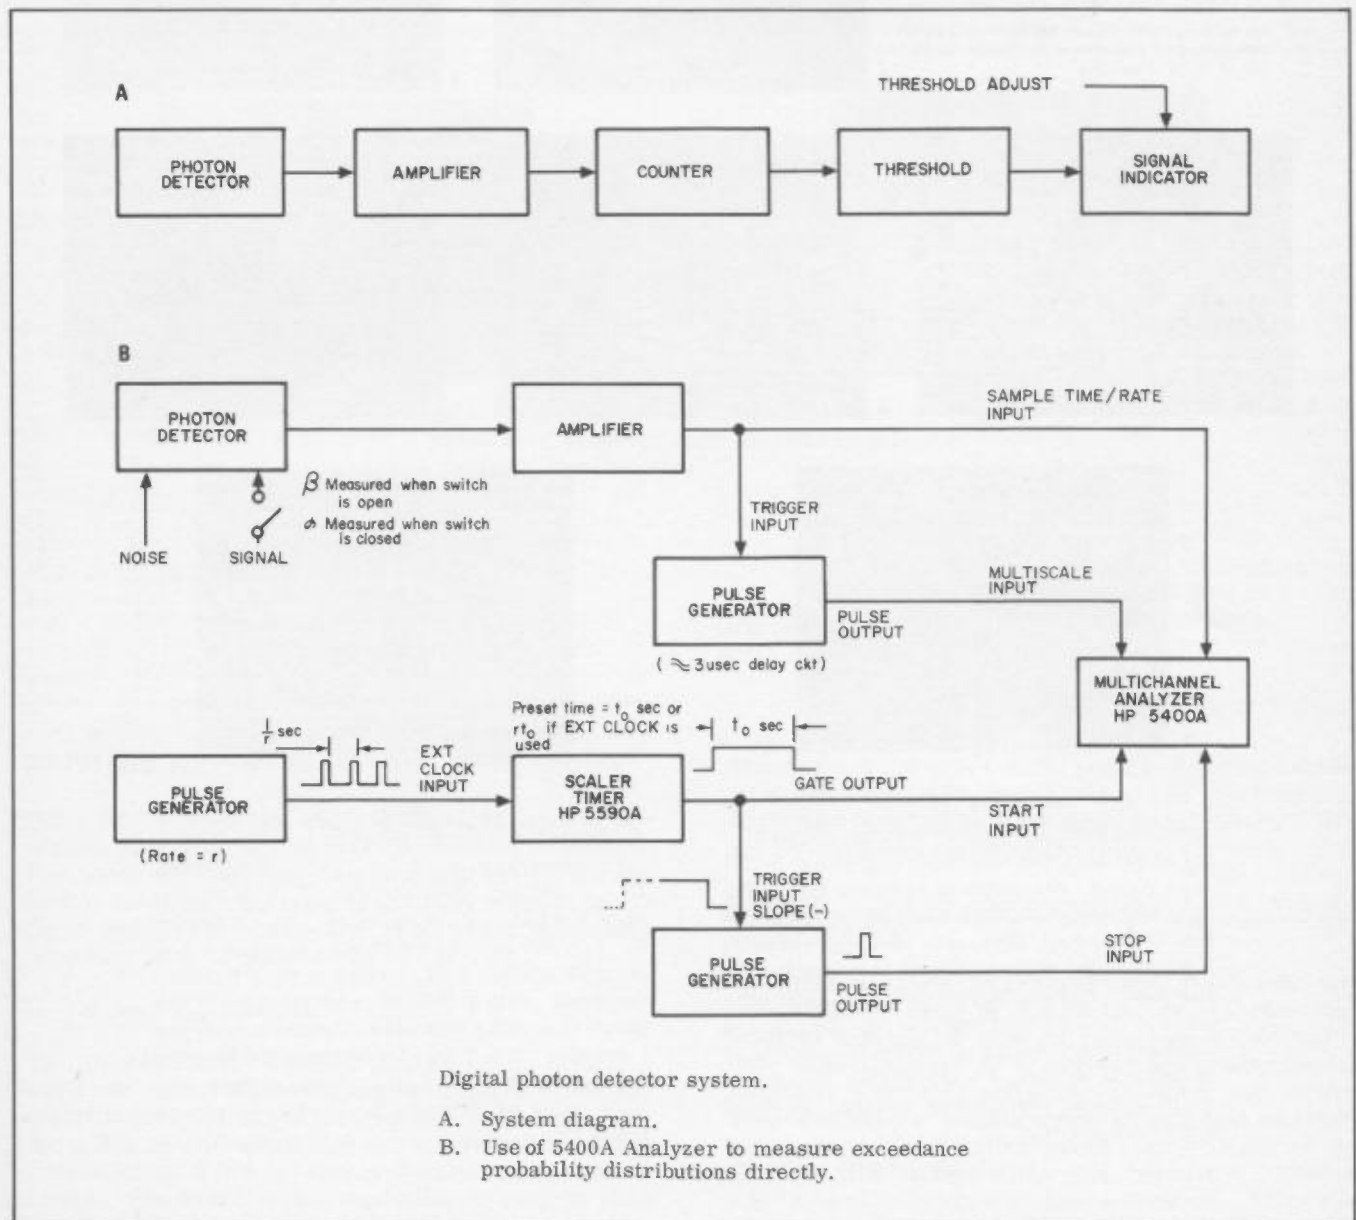 A
THRESHOLD ADJUST
PHOTON
DETECTOR
AMPLIFIER
COUNTER
THRESHOLD
SIGNAL
INDICATOR
B
PHOTON
DETECTOR
AMPLIFIER
SAMPLE TIME/RATE
INPUT
β Measured when switch
is open
α Measured when switch
is closed
NOISE
SIGNAL
TRIGGER
INPUT
PULSE
GENERATOR
PULSE
OUTPUT
MULTISCALE
INPUT
(≈ 3usec delay ckt)
MULTICHANNEL
ANALYZER
HP 5400A
1/r sec
EXT
CLOCK
INPUT
Preset time = to sec or
rto if EXT CLOCK is
used
to sec
PULSE
GENERATOR
(Rate = r)
SCALER
TIMER
HP 5590A
GATE OUTPUT
START
INPUT
TRIGGER
INPUT
SLOPE (-)
PULSE
GENERATOR
PULSE
OUTPUT
STOP
INPUT
Digital photon detector system.
A. System diagram.
B. Use of 5400A Analyzer to measure exceedance
probability distributions directly.